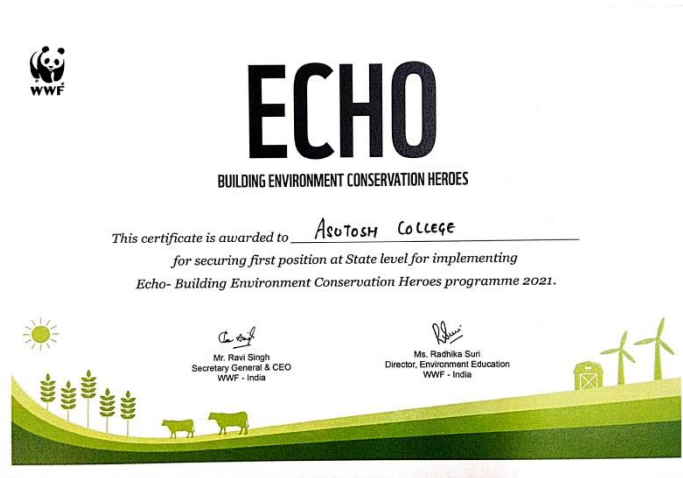 WWF
ECHO
BUILDING ENVIRONMENT CONSERVATION HEROES
This certificate is awarded to ASUTOSH COLLEGE
for securing first position at State level for implementing
Echo- Building Environment Conservation Heroes programme 2021.
Mr. Ravi Singh
Secretary General & CEO
WWF - India
Ms. Radhika Suri
Director, Environment Education
WWF - India